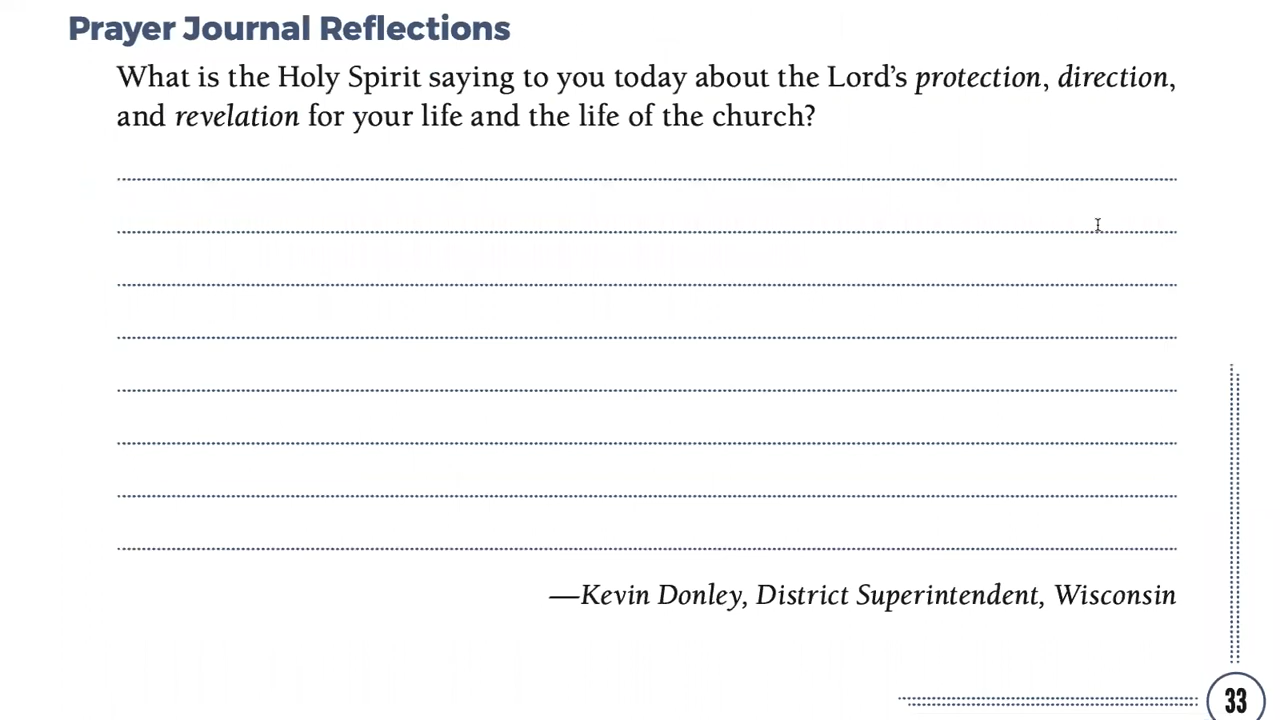 Prayer Journal Reflections
What is the Holy Spirit saying to you today about the Lord’s protection, direction,
and revelation for your life and the life of the church?
—Kevin Donley, District Superintendent, Wisconsin
33